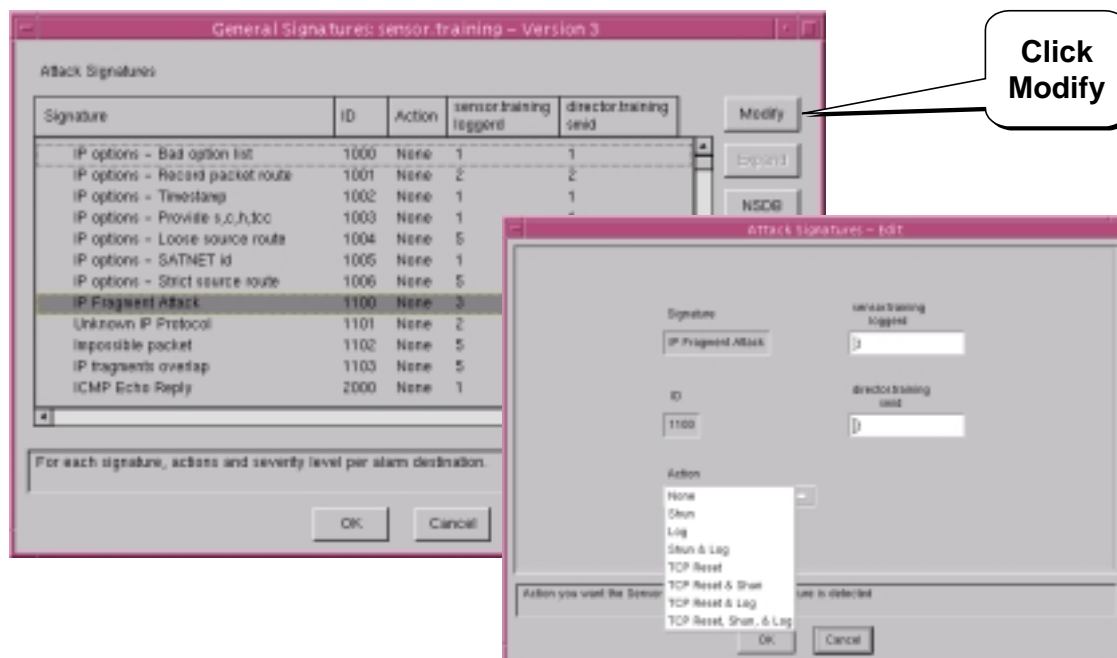 General Signatures: sensor.training – Version 3
Attack Signatures
Signature ID Action sensor.training loggerd director.training smid
IP options – Bad option list 1000 None 1 1
IP options – Record packet route 1001 None 2 2
IP options – Timestamp 1002 None 1 1
IP options – Provide s,c,h,tcc 1003 None 1
IP options – Loose source route 1004 None 5
IP options – SATNET id 1005 None 1
IP options – Strict source route 1006 None 5
IP Fragment Attack 1100 None 3
Unknown IP Protocol 1101 None 2
Impossible packet 1102 None 5
IP fragments overlap 1103 None 5
ICMP Echo Reply 2000 None 1
For each signature, actions and severity level per alarm destination.
OK Cancel
Modify
Expand
NSDB
Click
Modify
Attack Signatures – Edit
Signature
IP Fragment Attack
sensor.training
loggerd
3
ID
1100
director.training
smid
3
Action
None
Shun
Log
Shun & Log
TCP Reset
TCP Reset & Shun
TCP Reset & Log
TCP Reset, Shun, & Log
Action you want the Sensor ure is detected
OK Cancel